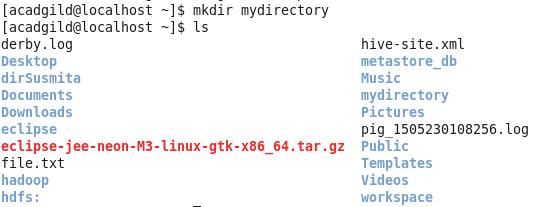 [acadgild@localhost ~]$ mkdir mydirectory
[acadgild@localhost ~]$ ls
derby.log hive-site.xml
Desktop metastore_db
dirSusmita Music
Documents mydirectory
Downloads Pictures
eclipse pig_1505230108256.log
eclipse-jee-neon-M3-linux-gtk-x86_64.tar.gz Public
file.txt Templates
hadoop Videos
hdfs: workspace